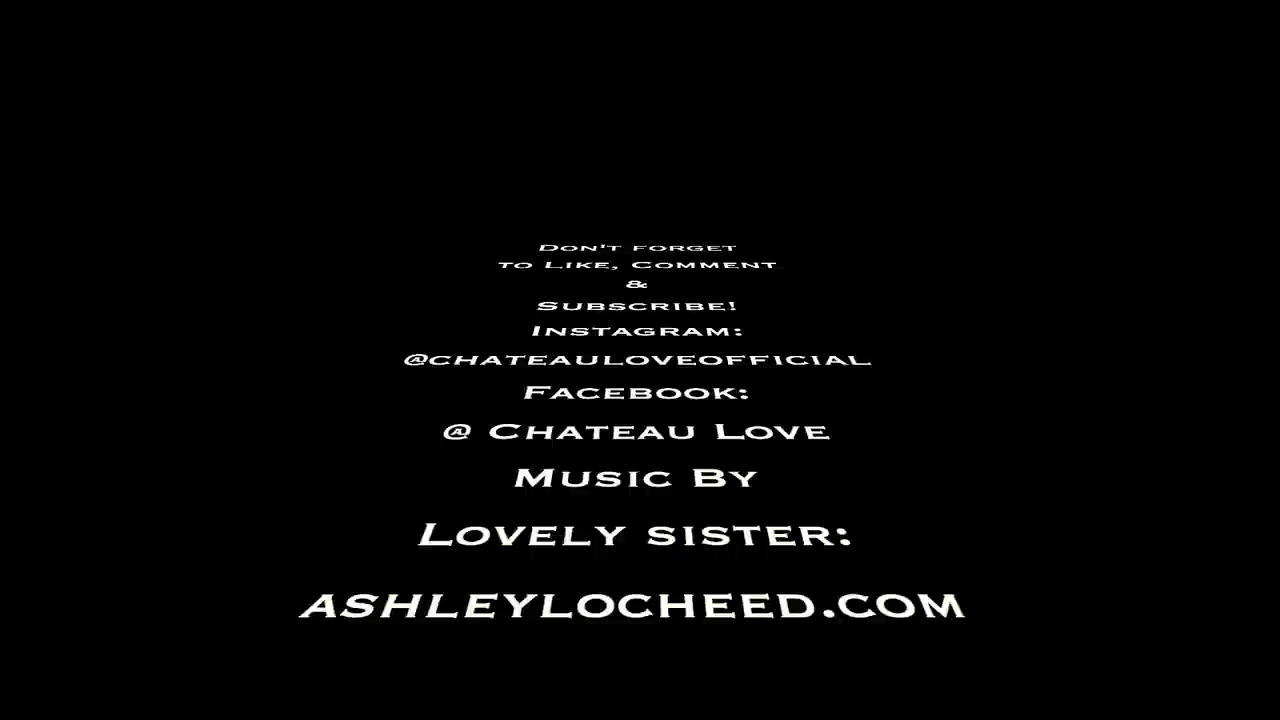 Don't forget
to Like, Comment
&
Subscribe!
Instagram:
@chateauloveofficial
Facebook:
@ Chateau Love
Music By
Lovely sister:
ashleylocheed.com